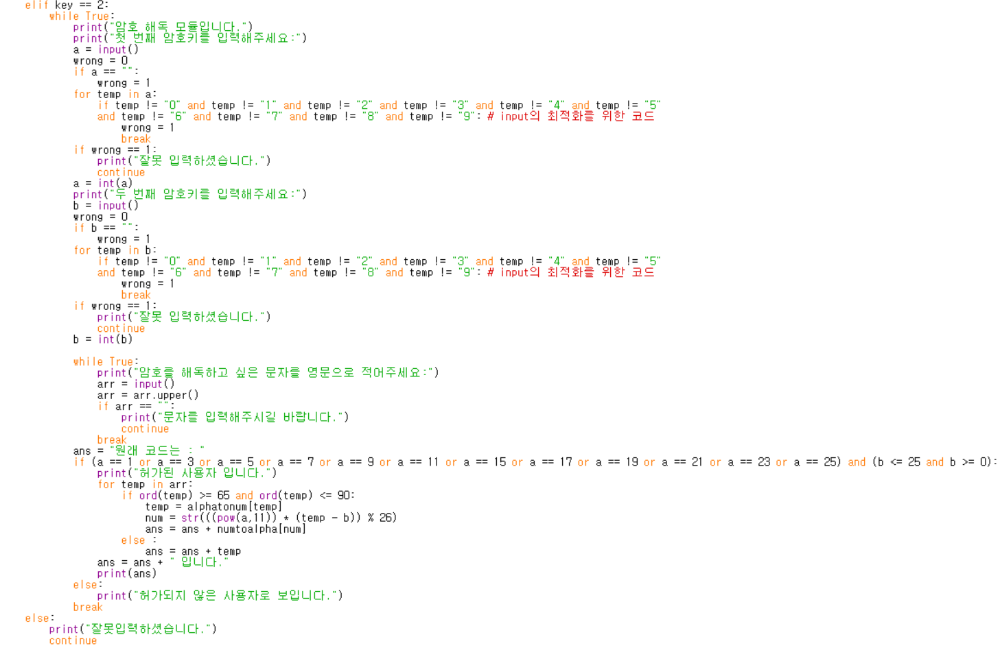 elif key == 2:
while True:
print("암호 해독 모듈입니다.")
print("첫 번째 암호키를 입력해주세요:")
a = input()
wrong = 0
if a == "":
wrong = 1
for temp in a:
if temp != "0" and temp != "1" and temp != "2" and temp != "3" and temp != "4" and temp != "5"
and temp != "6" and temp != "7" and temp != "8" and temp != "9": # input의 최적화를 위한 코드
wrong = 1
break
if wrong == 1:
print("잘못 입력하셨습니다.")
continue
a = int(a)
print("두 번째 암호키를 입력해주세요:")
b = input()
wrong = 0
if b == "":
wrong = 1
for temp in b:
if temp != "0" and temp != "1" and temp != "2" and temp != "3" and temp != "4" and temp != "5"
and temp != "6" and temp != "7" and temp != "8" and temp != "9": # input의 최적화를 위한 코드
wrong = 1
break
if wrong == 1:
print("잘못 입력하셨습니다.")
continue
b = int(b)
while True:
print("암호를 해독하고 싶은 문자를 영문으로 적어주세요:")
arr = input()
arr = arr.upper()
if arr == "":
print("문자를 입력해주시길 바랍니다.")
continue
break
ans = "원래 코드는 : "
if (a == 1 or a == 3 or a == 5 or a == 7 or a == 9 or a == 11 or a == 15 or a == 17 or a == 19 or a == 21 or a == 23 or a == 25) and (b <= 25 and b >= 0):
print("허가된 사용자 입니다.")
for temp in arr:
if ord(temp) >= 65 and ord(temp) <= 90:
temp = alphatonum[temp]
num = str(((pow(a,11)) * (temp - b)) % 26)
ans = ans + numtoalpha[num]
else :
ans = ans + temp
ans = ans + " 입니다."
print(ans)
else:
print("허가되지 않은 사용자로 보입니다.")
break
else:
print("잘못입력하셨습니다.")
continue